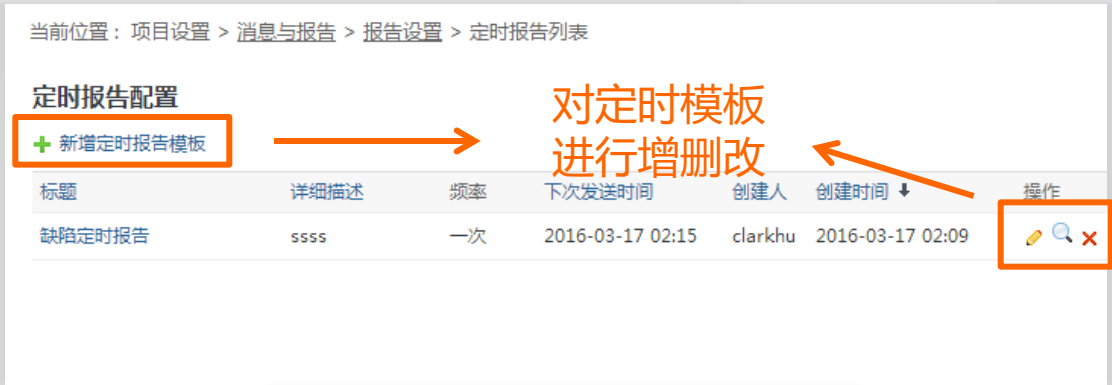 当前位置：项目设置 > 消息与报告 > 报告设置 > 定时报告列表
定时报告配置
新增定时报告模板
对定时模板
进行增删改
标题 详细描述 频率 下次发送时间 创建人 创建时间 操作
缺陷定时报告 ssss 一次 2016-03-17 02:15 clarkhu 2016-03-17 02:09